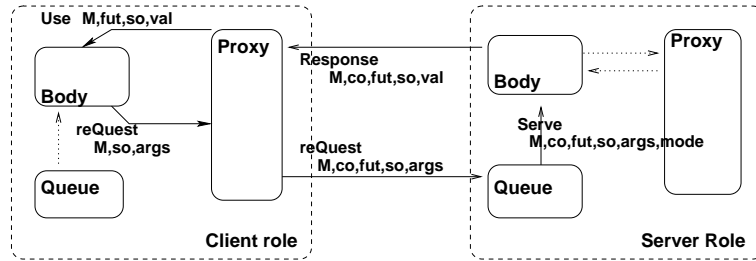 Use M,fut,so,val
Proxy
Body
reQuest
M,so,args
Queue
Client role
Response
M,co,fut,so,val
reQuest
M,co,fut,so,args
Proxy
Body
Serve
M,co,fut,so,args,mode
Queue
Server Role